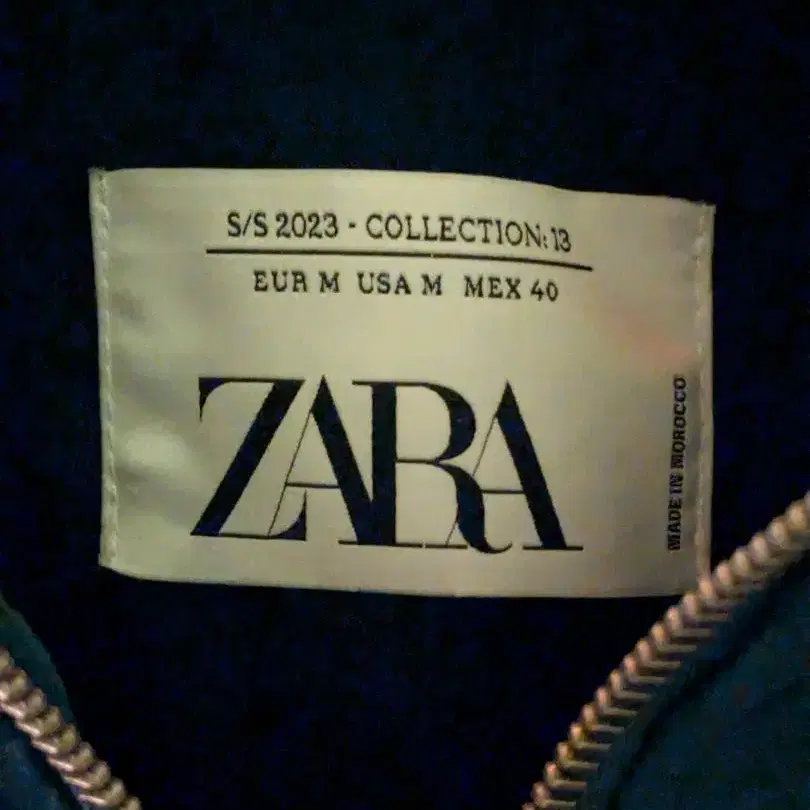 S/S 2023 - COLLECTION: 13
EUR M USA M MEX 40
ZARA
MADE IN MOROCCO